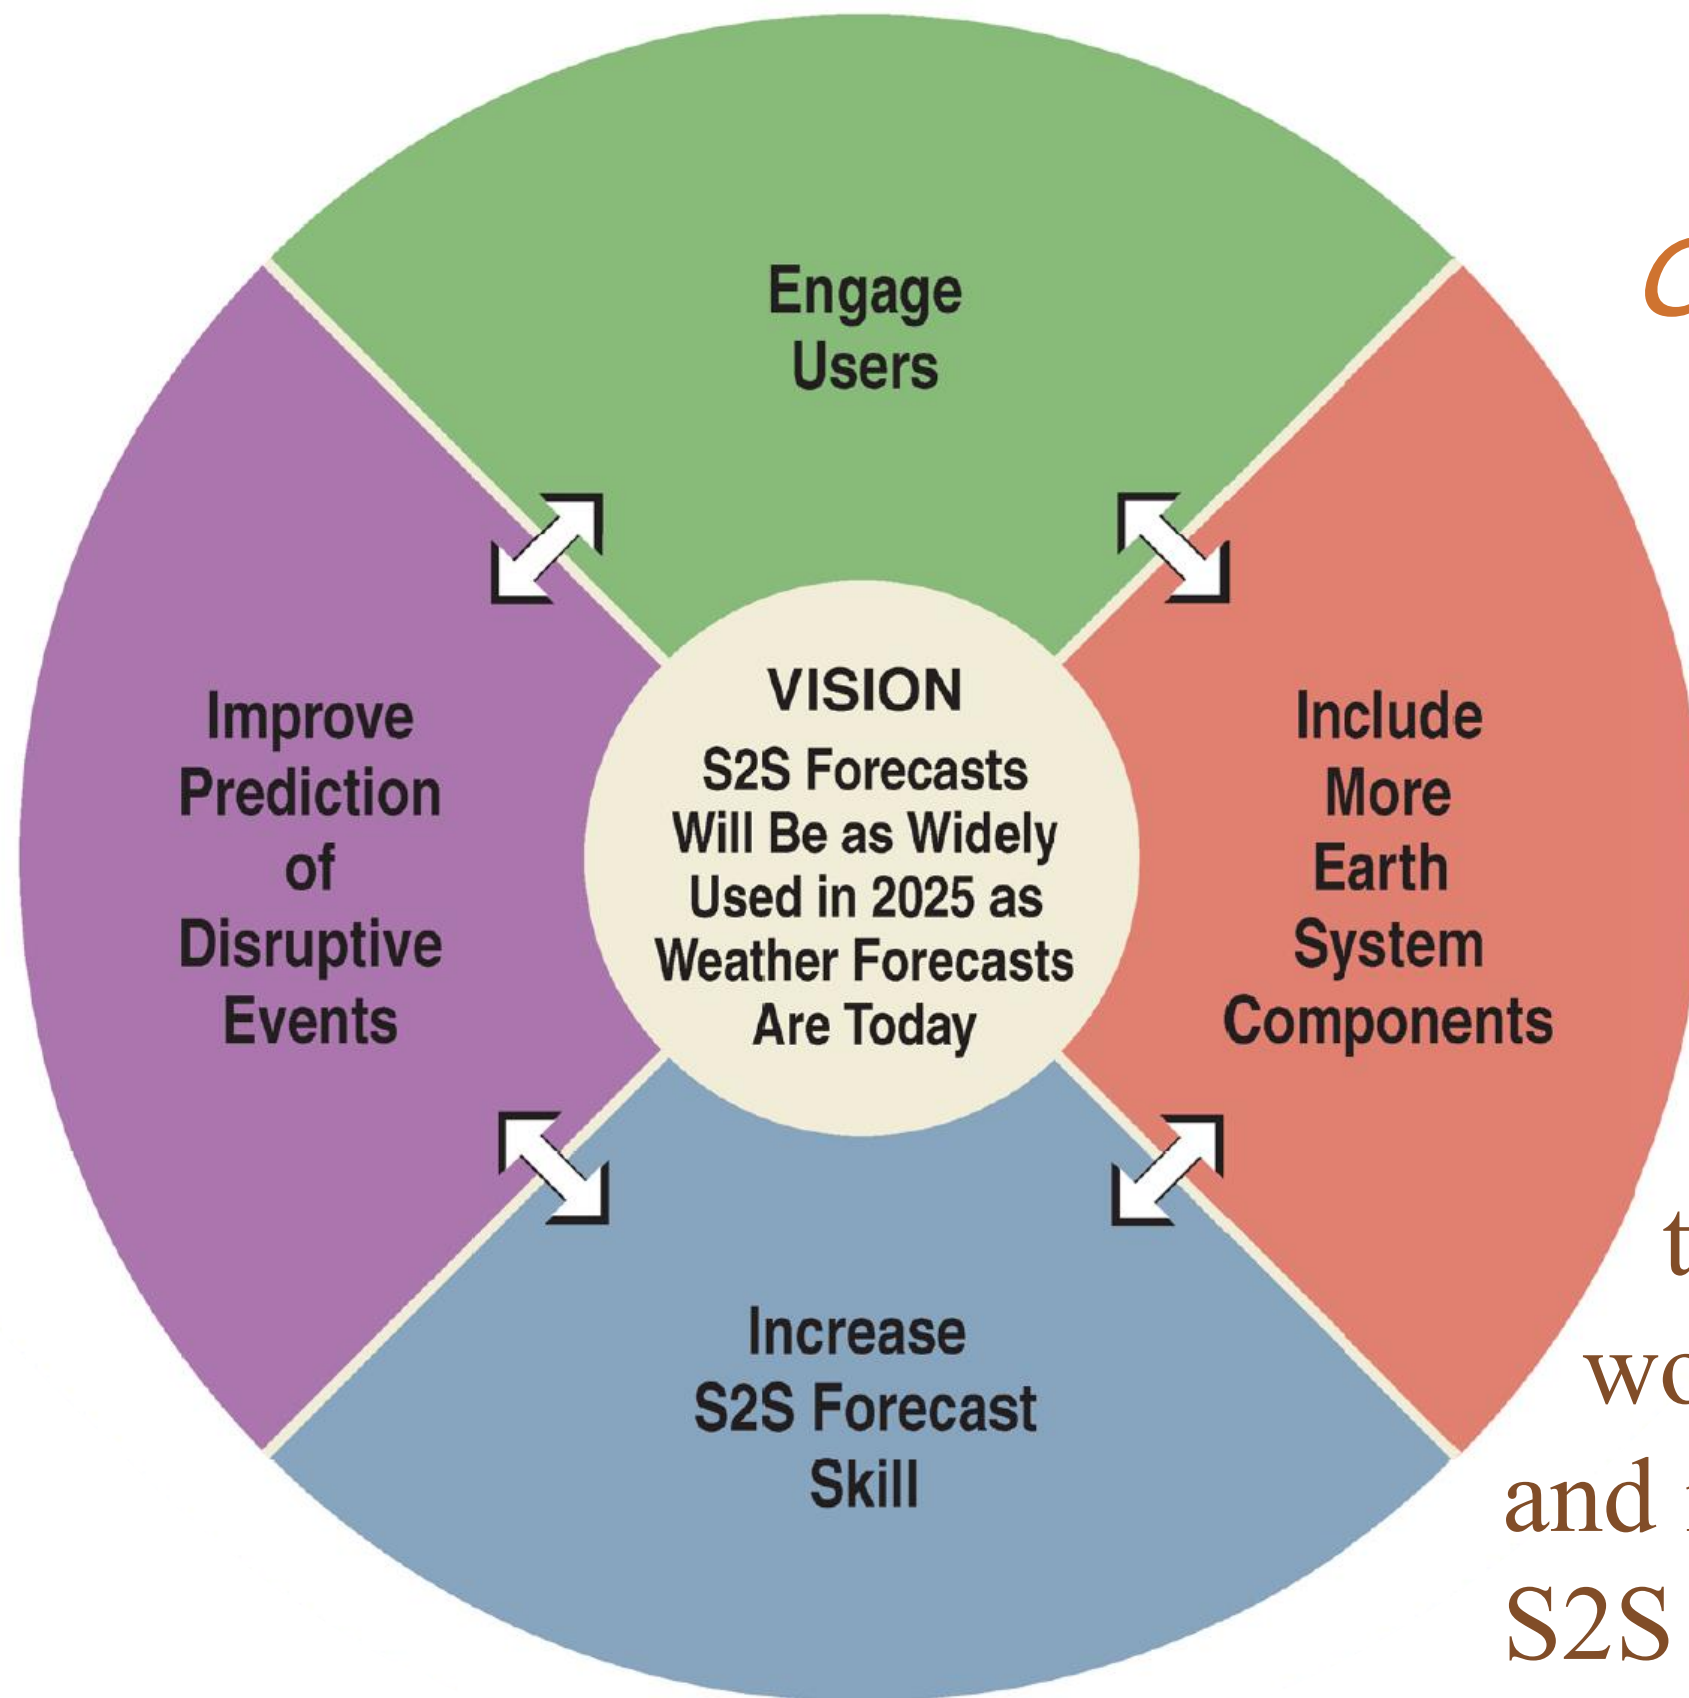 Engage
Users
Improve
Prediction
of
Disruptive
Events
VISION
S2S Forecasts
Will Be as Widely
Used in 2025 as
Weather Forecasts
Are Today
Include
More
Earth
System
Components
Increase
S2S Forecast
Skill
and
S2S